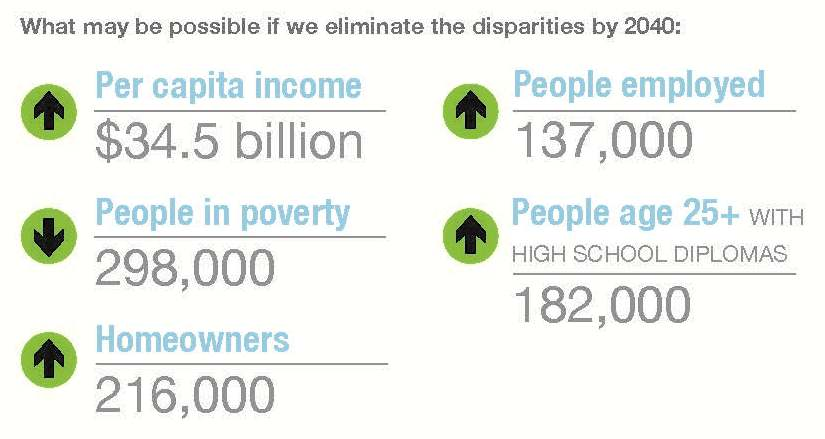 What may be possible if we eliminate the disparities by 2040:
Per capita income
$34.5 billion
People in poverty
298,000
Homeowners
216,000
People employed
137,000
People age 25+ WITH
HIGH SCHOOL DIPLOMAS
182,000